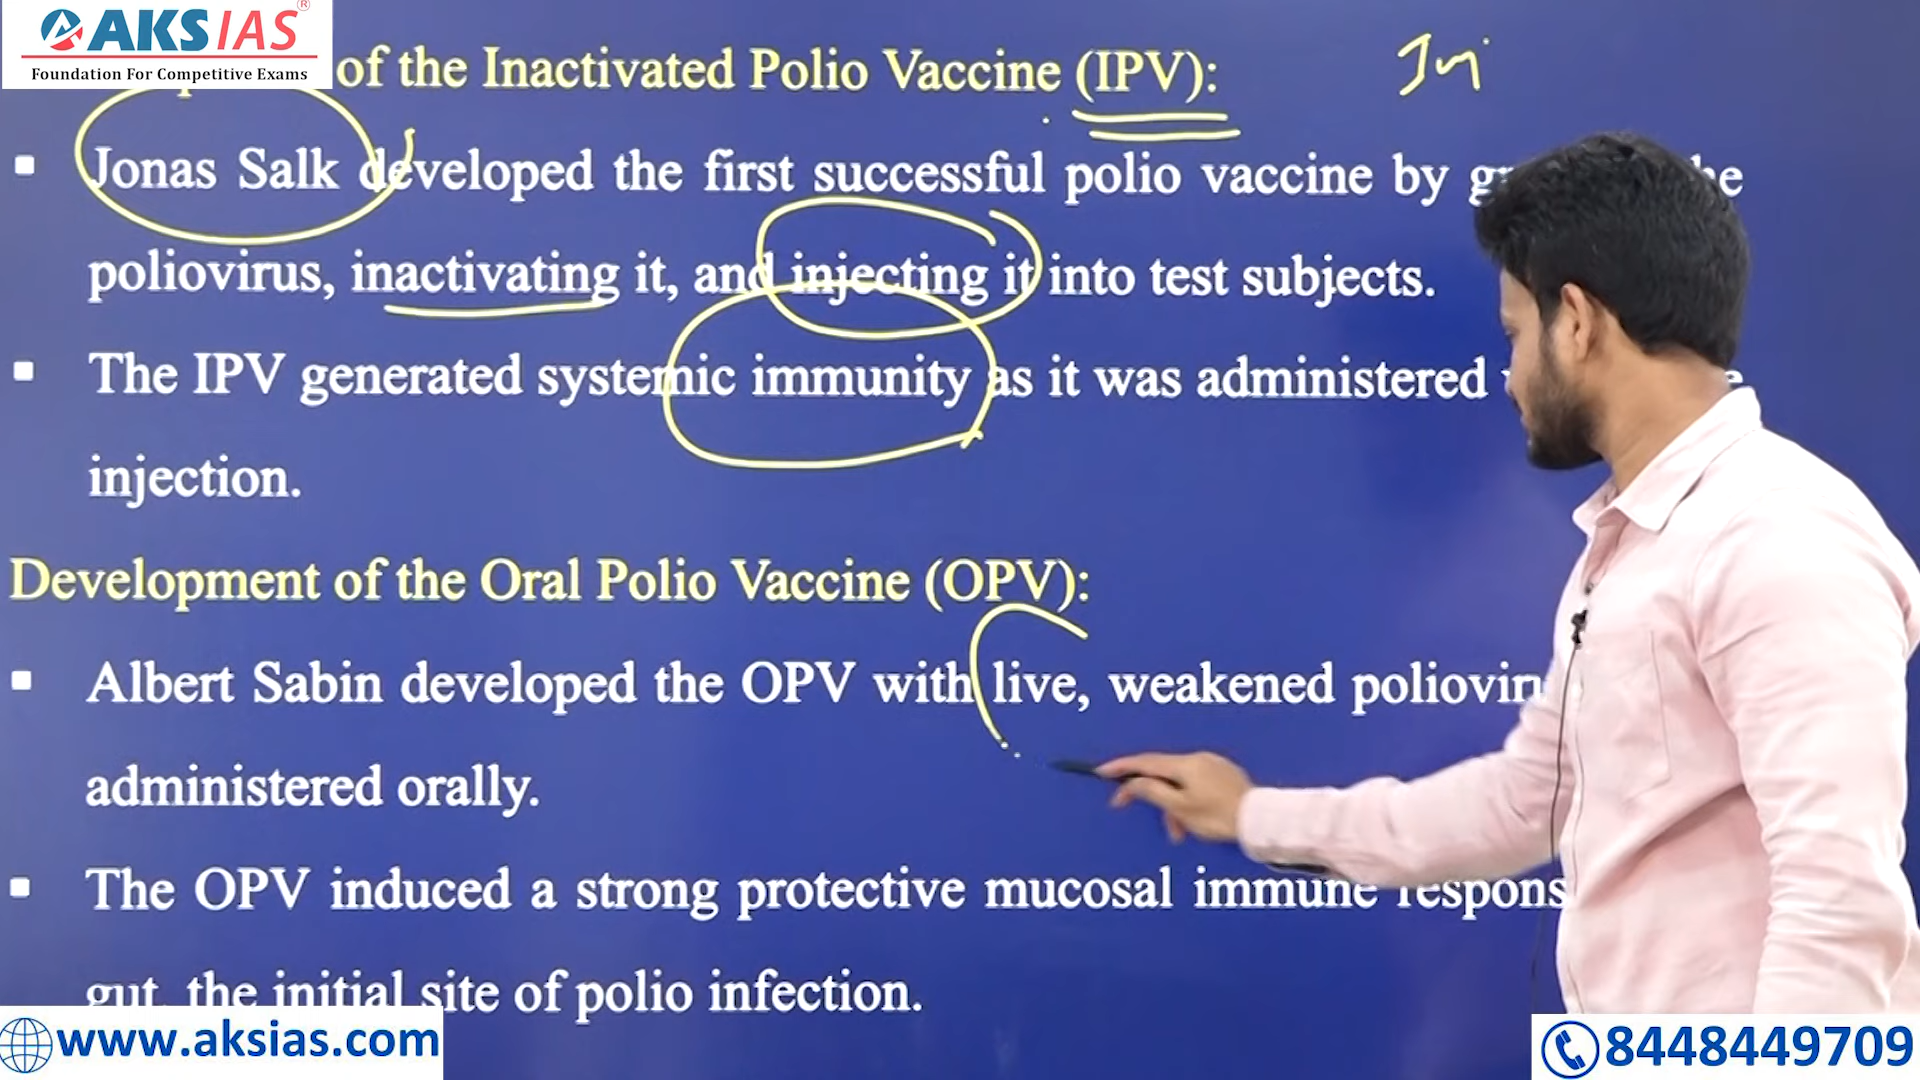 AKS IAS ®
Foundation For Competitive Exams
of the Inactivated Polio Vaccine (IPV):
Inj
▪ Jonas Salk developed the first successful polio vaccine by
poliovirus, inactivating it, and injecting it into test subjects.
▪ The IPV generated systemic immunity as it was administered
injection.
Development of the Oral Polio Vaccine (OPV):
▪ Albert Sabin developed the OPV with live, weakened
administered orally.
▪ The OPV induced a strong protective mucosal immune
gut, the initial site of polio infection.
www.aksias.com
8448449709